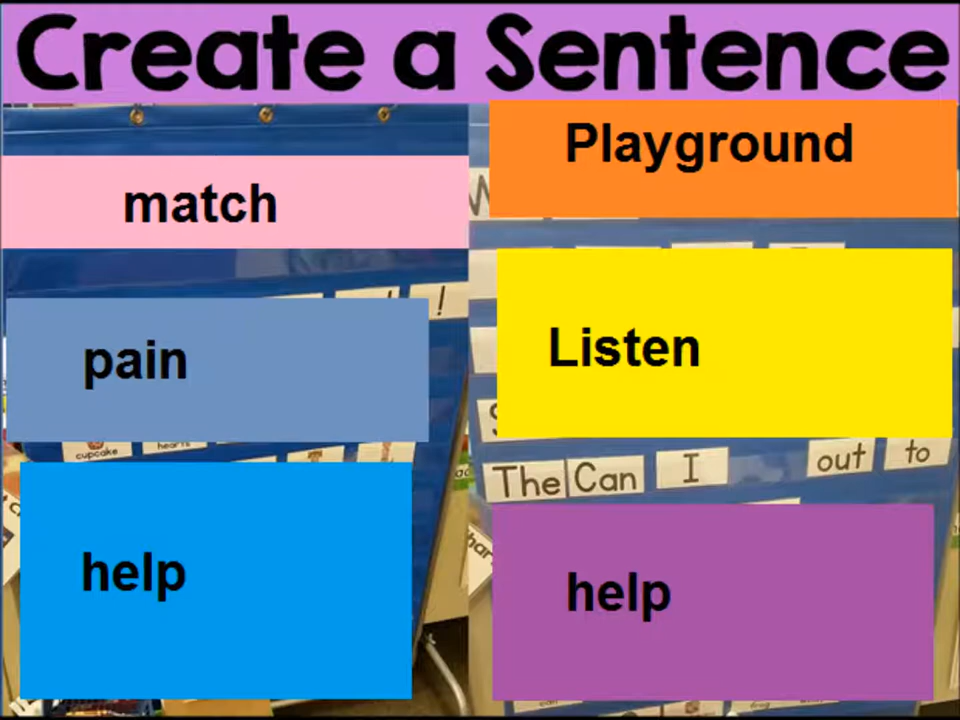 Create a Sentence
match
Playground
!
pain
Listen
cupcake
hearts
The Can I out to
help
help